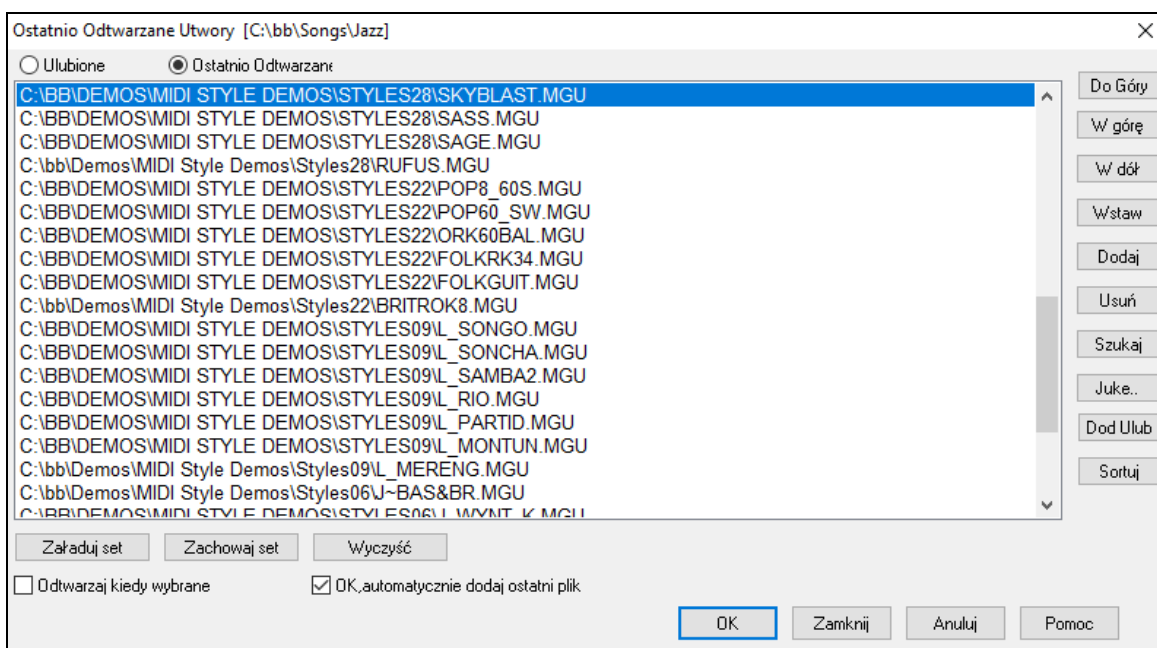 Ostatnio Odtwarzane Utwory [C:\bb\Songs\Jazz]
Ulubione
Ostatnio Odtwarzane
C:\BB\DEMOS\MIDI STYLE DEMOS\STYLES28\SKYBLAST.MGU
C:\BB\DEMOS\MIDI STYLE DEMOS\STYLES28\SASS.MGU
C:\BB\DEMOS\MIDI STYLE DEMOS\STYLES28\SAGE.MGU
C:\bb\Demos\MIDI Style Demos\Styles28\RUFUS.MGU
C:\BB\DEMOS\MIDI STYLE DEMOS\STYLES22\POP8_60S.MGU
C:\BB\DEMOS\MIDI STYLE DEMOS\STYLES22\POP60_SW.MGU
C:\BB\DEMOS\MIDI STYLE DEMOS\STYLES22\ORK60BAL.MGU
C:\BB\DEMOS\MIDI STYLE DEMOS\STYLES22\FOLKRK34.MGU
C:\BB\DEMOS\MIDI STYLE DEMOS\STYLES22\FOLKGUIT.MGU
C:\bb\Demos\MIDI Style Demos\Styles22\BRITROK8.MGU
C:\BB\DEMOS\MIDI STYLE DEMOS\STYLES09\L_SONGO.MGU
C:\BB\DEMOS\MIDI STYLE DEMOS\STYLES09\L_SONCHA.MGU
C:\BB\DEMOS\MIDI STYLE DEMOS\STYLES09\L_SAMBA2.MGU
C:\BB\DEMOS\MIDI STYLE DEMOS\STYLES09\L_RIO.MGU
C:\BB\DEMOS\MIDI STYLE DEMOS\STYLES09\L_PARTID.MGU
C:\BB\DEMOS\MIDI STYLE DEMOS\STYLES09\L_MONTUN.MGU
C:\bb\Demos\MIDI Style Demos\Styles09\L_MERENG.MGU
C:\bb\Demos\MIDI Style Demos\Styles06\J~BAS&BR.MGU
Do Góry
W górę
W dół
Wstaw
Dodaj
Usuń
Szukaj
Juke..
Dod Ulub
Sortuj
Załaduj set
Zachowaj set
Wyczyść
Odtwarzaj kiedy wybrane
OK,automatycznie dodaj ostatni plik
OK
Zamknij
Anuluj
Pomoc